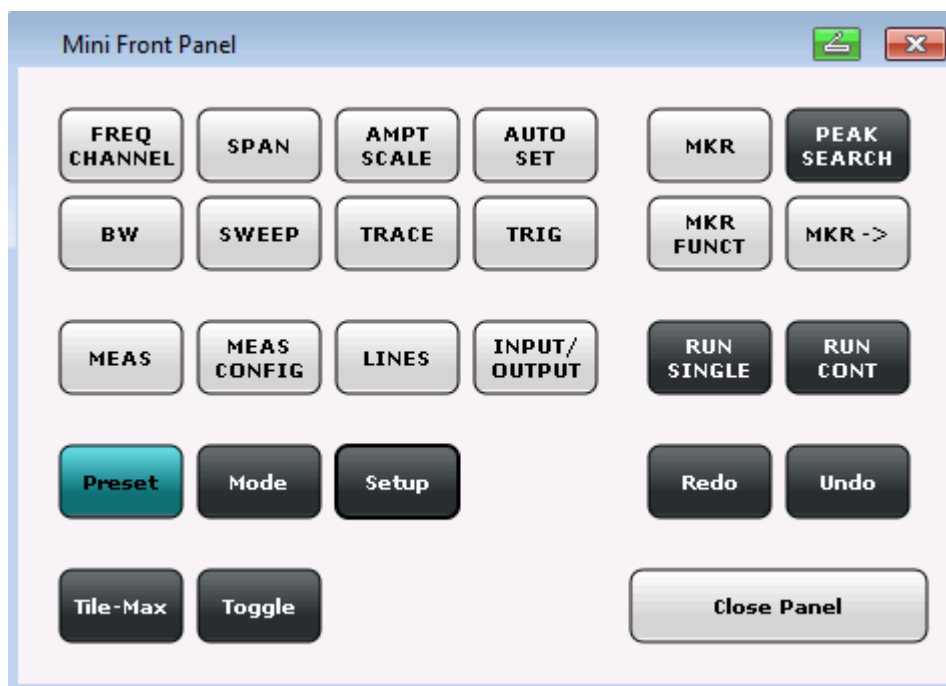 Mini Front Panel
FREQ CHANNEL
SPAN
AMPT SCALE
AUTO SET
MKR
PEAK SEARCH
BW
SWEEP
TRACE
TRIG
MKR FUNCT
MKR ->
MEAS
MEAS CONFIG
LINES
INPUT/ OUTPUT
RUN SINGLE
RUN CONT
Preset
Mode
Setup
Redo
Undo
Tile-Max
Toggle
Close Panel